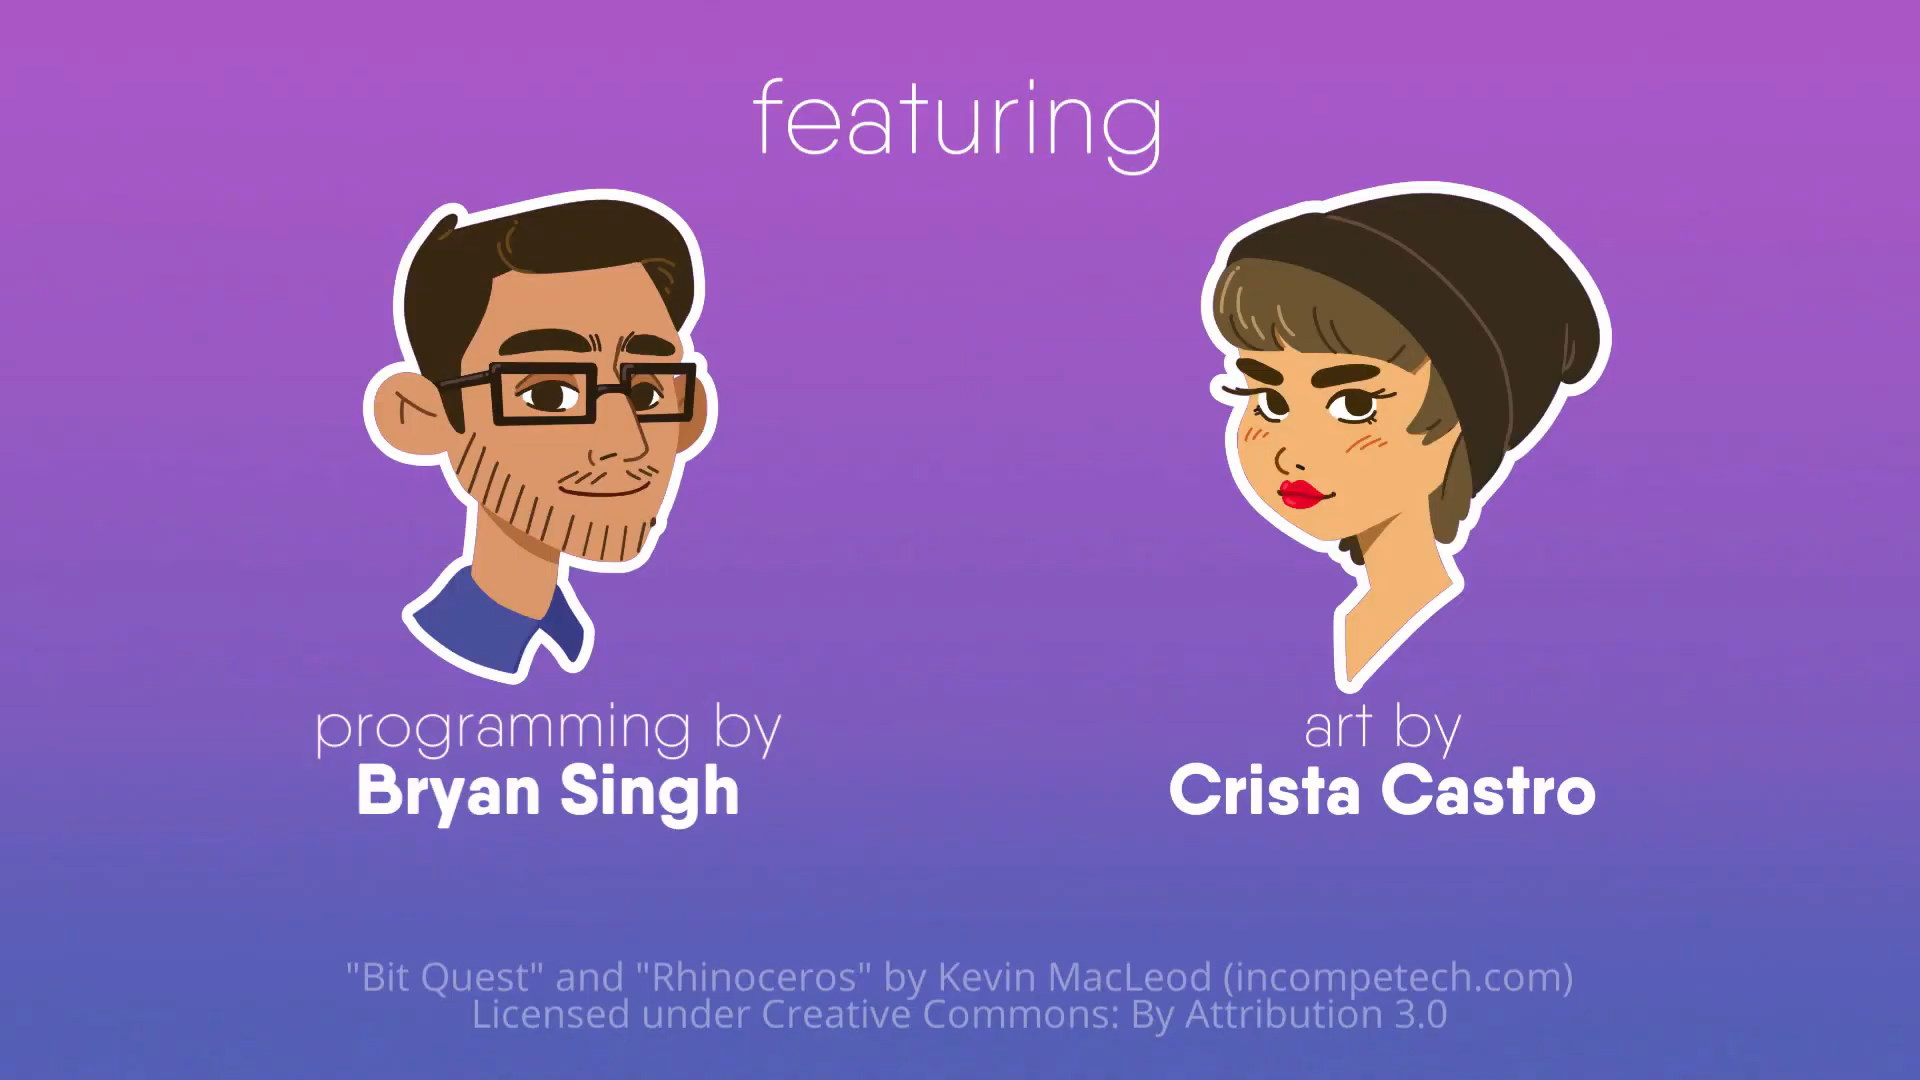 featuring
programming by
Bryan Singh
art by
Crista Castro
"Bit Quest" and "Rhinoceros" by Kevin MacLeod (incompetech.com)
Licensed under Creative Commons: By Attribution 3.0